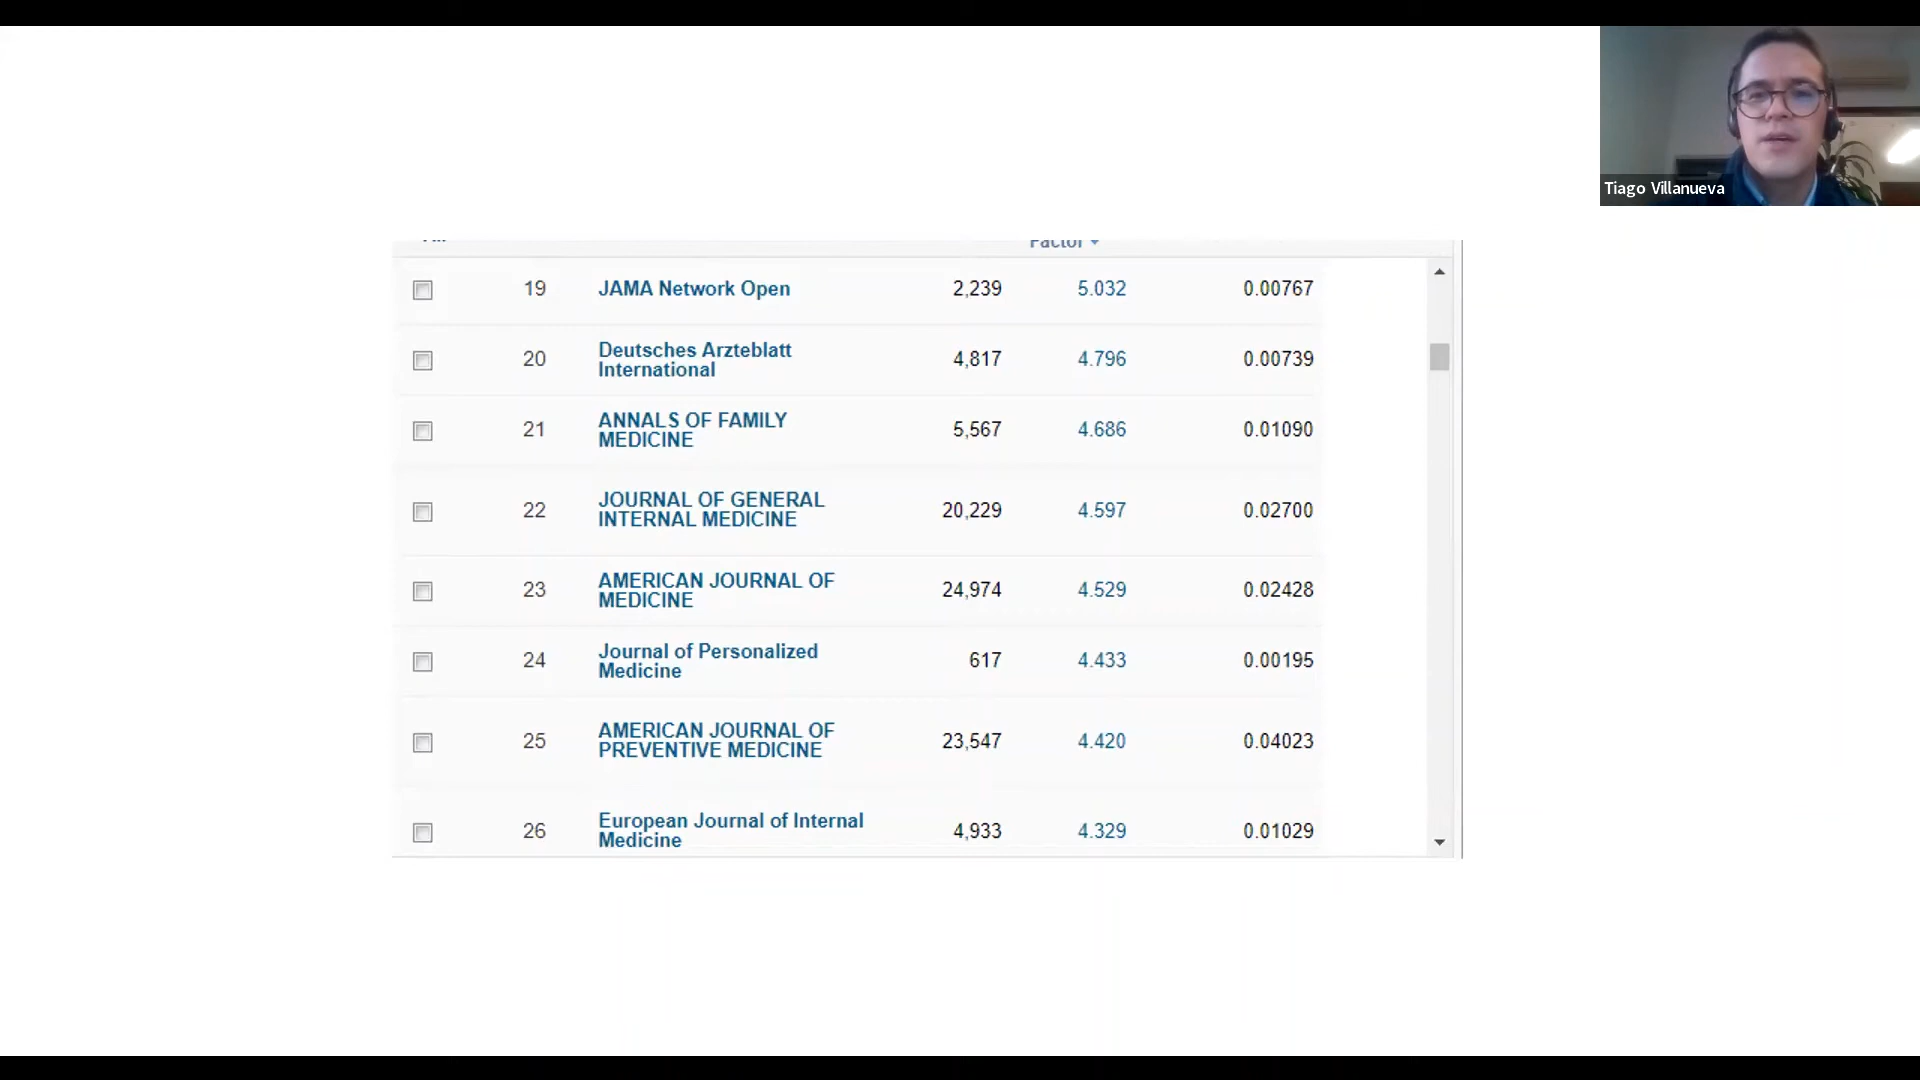 Tiago Villanueva
Factor
19 JAMA Network Open 2,239 5.032 0.00767
20 Deutsches Arzteblatt International 4,817 4.796 0.00739
21 ANNALS OF FAMILY MEDICINE 5,567 4.686 0.01090
22 JOURNAL OF GENERAL INTERNAL MEDICINE 20,229 4.597 0.02700
23 AMERICAN JOURNAL OF MEDICINE 24,974 4.529 0.02428
24 Journal of Personalized Medicine 617 4.433 0.00195
25 AMERICAN JOURNAL OF PREVENTIVE MEDICINE 23,547 4.420 0.04023
26 European Journal of Internal Medicine 4,933 4.329 0.01029